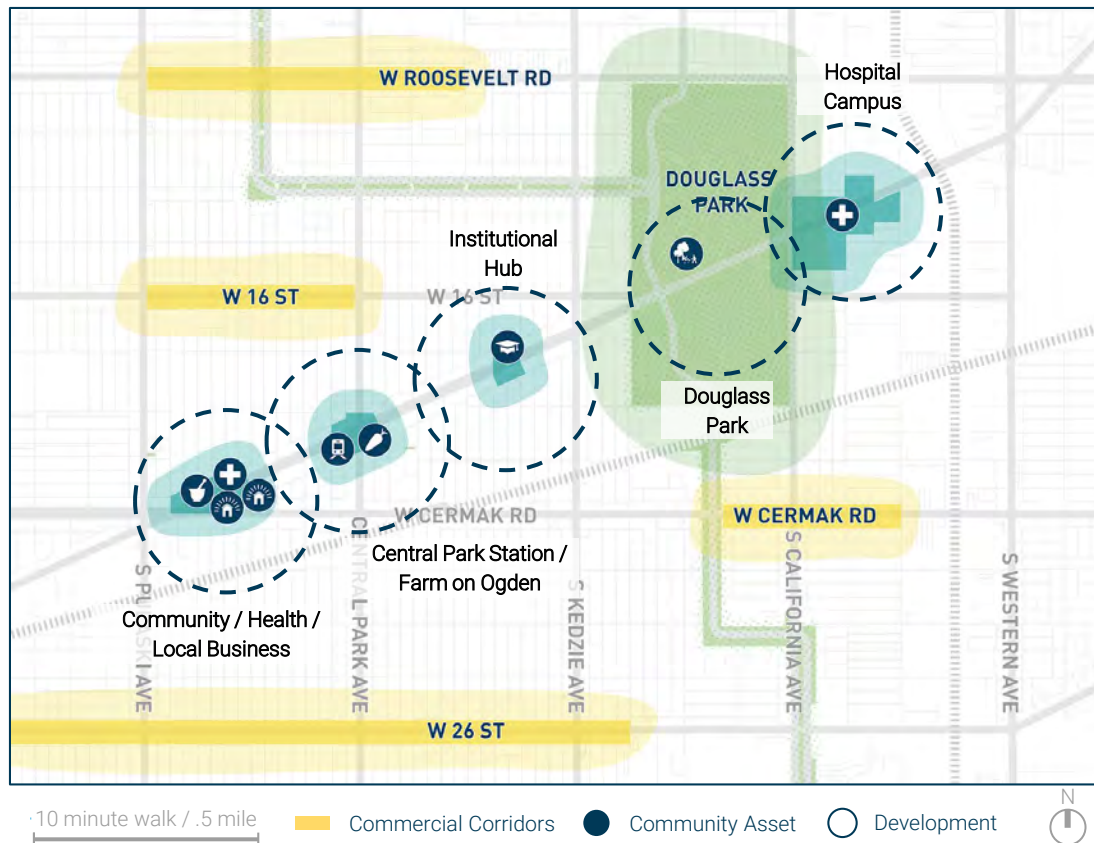 W ROOSEVELT RD
Hospital
Campus
DOUGLASS
PARK
Institutional
Hub
W 16 ST
W 16 ST
Douglass
Park
W CERMAK RD
W CERMAK RD
Central Park Station /
Farm on Ogden
Community / Health /
Local Business
S PULASKI AVE
CENTRAL PARK AVE
S KEDZIE AVE
S CALIFORNIA AVE
S WESTERN AVE
W 26 ST
10 minute walk / .5 mile
Commercial Corridors
Community Asset
Development
N